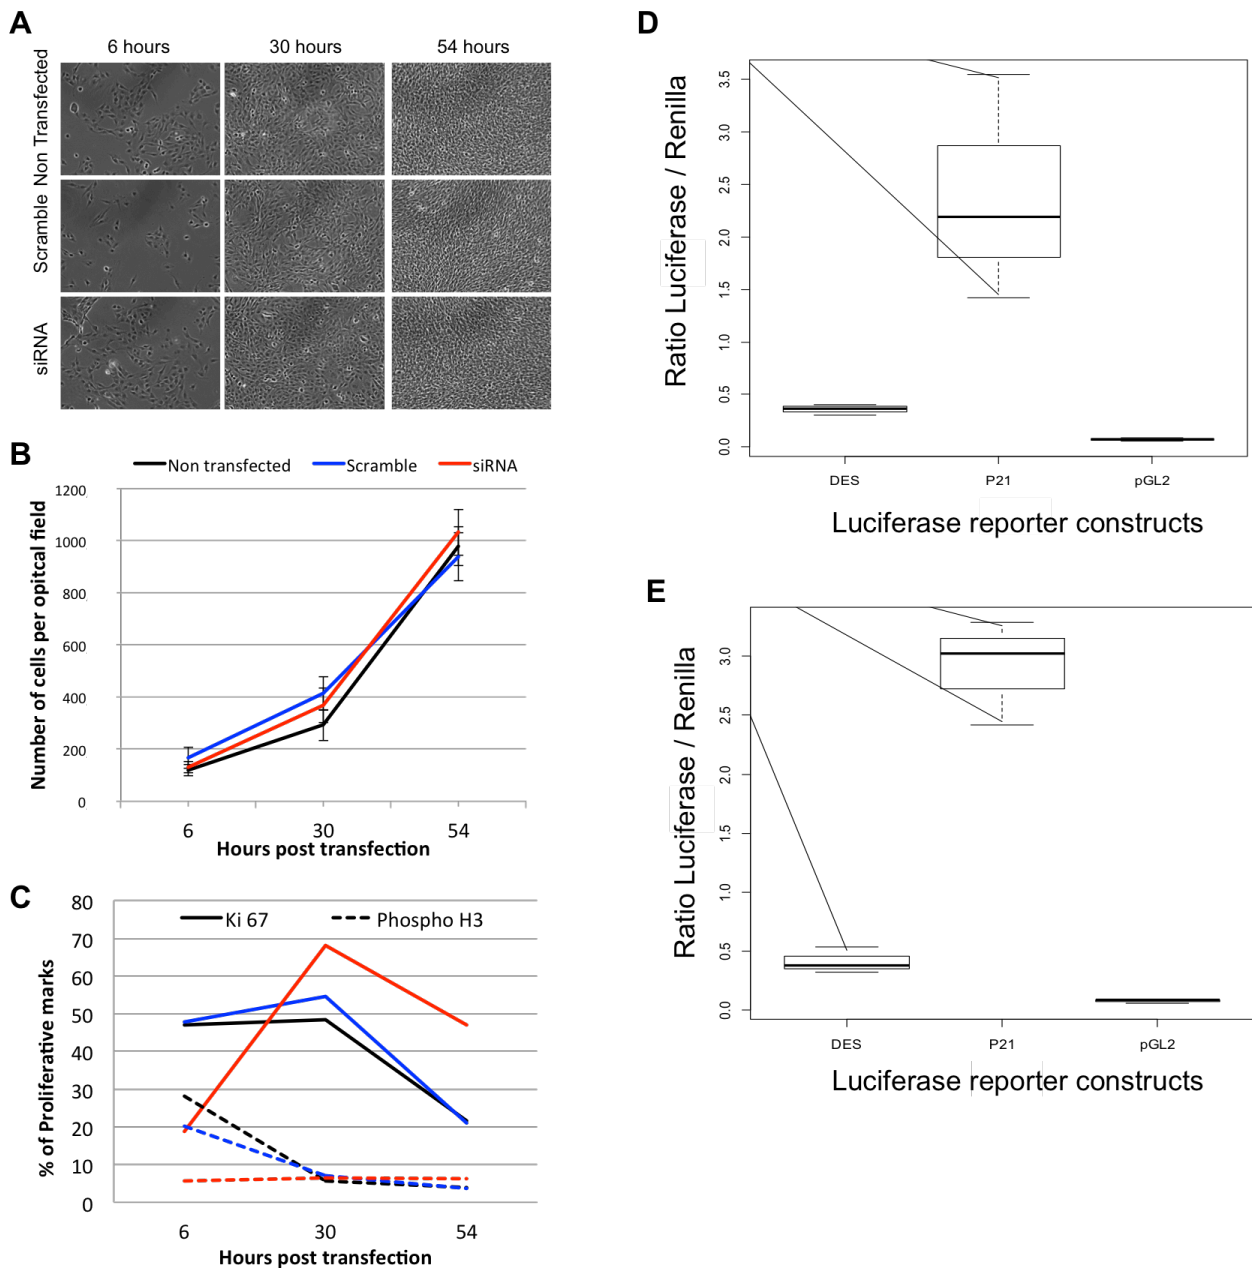 A
6 hours 30 hours 54 hours
Non Transfected
Scramble
siRNA
B
Non transfected Scramble siRNA
Number of cells per opitcal field
1200
1000
800
600
400
200
0
6 30 54
Hours post transfection
C
Ki 67 Phospho H3
% of Proliferative marks
80
70
60
50
40
30
20
10
0
6 30 54
Hours post transfection
D
Ratio Luciferase / Renilla
3.5
3.0
2.5
2.0
1.5
1.0
0.5
0.0
DES P21 pGL2
Luciferase reporter constructs
E
Ratio Luciferase / Renilla
3.0
2.5
2.0
1.5
1.0
0.5
0.0
DES P21 pGL2
Luciferase reporter constructs